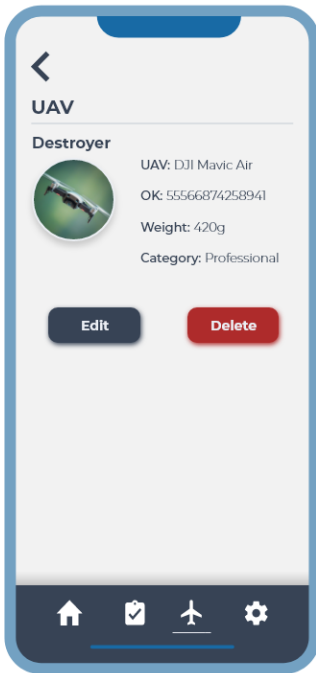 UAV
Destroyer
UAV: DJI Mavic Air
OK: 55566874258941
Weight: 420g
Category: Professional
Edit
Delete